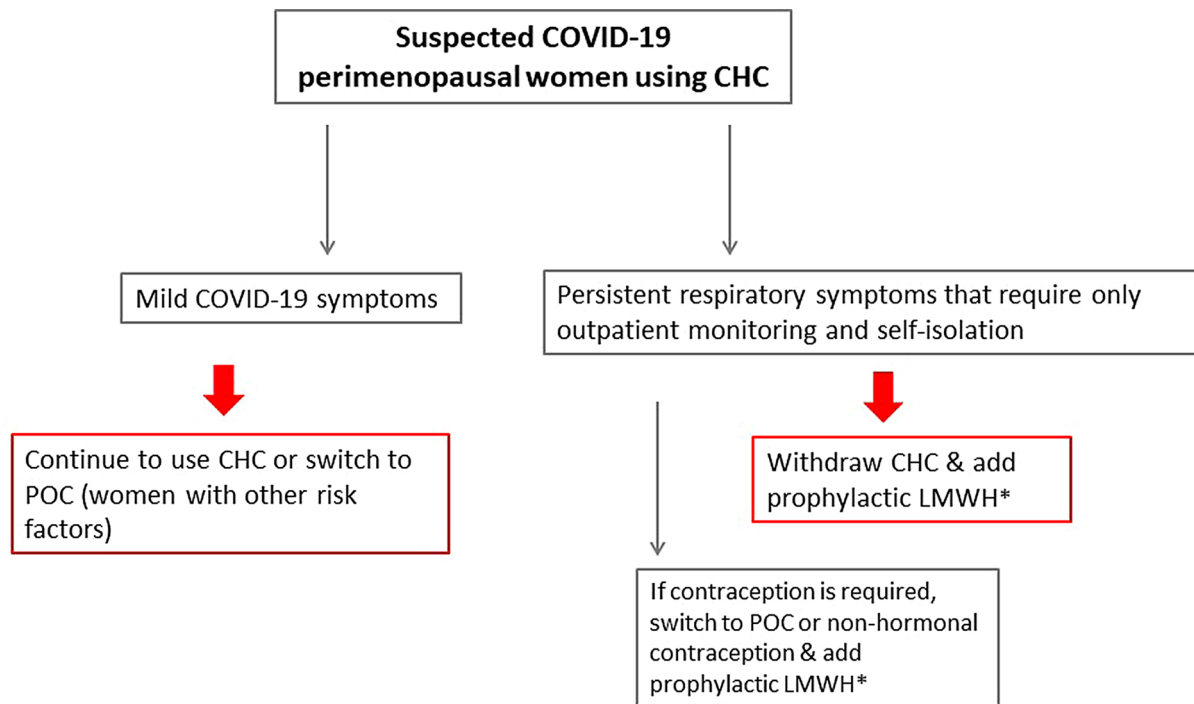 Suspected COVID-19
perimenopausal women using CHC
Mild COVID-19 symptoms
Persistent respiratory symptoms that require only
outpatient monitoring and self-isolation
Continue to use CHC or switch to
POC (women with other risk
factors)
Withdraw CHC & add
prophylactic LMWH*
If contraception is required,
switch to POC or non-hormonal
contraception & add
prophylactic LMWH*